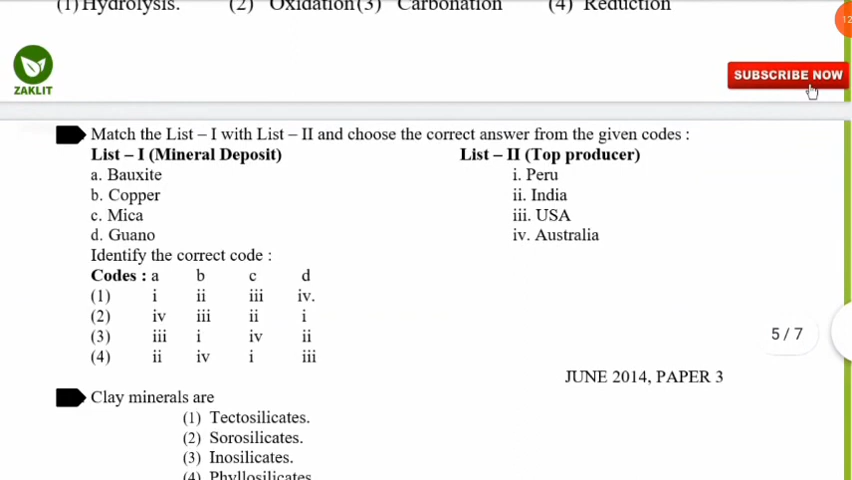 (1) Hydrolysis. (2) Oxidation (3) Carbonation (4) Reduction
12
ZAKLIT
SUBSCRIBE NOW
Match the List – I with List – II and choose the correct answer from the given codes :
List – I (Mineral Deposit) List – II (Top producer)
a. Bauxite i. Peru
b. Copper ii. India
c. Mica iii. USA
d. Guano iv. Australia
Identify the correct code :
Codes : a b c d
(1) i ii iii iv.
(2) iv iii ii i
(3) iii i iv ii
(4) ii iv i iii
5 / 7
JUNE 2014, PAPER 3
Clay minerals are
(1) Tectosilicates.
(2) Sorosilicates.
(3) Inosilicates.
(4) Phyllosilicates